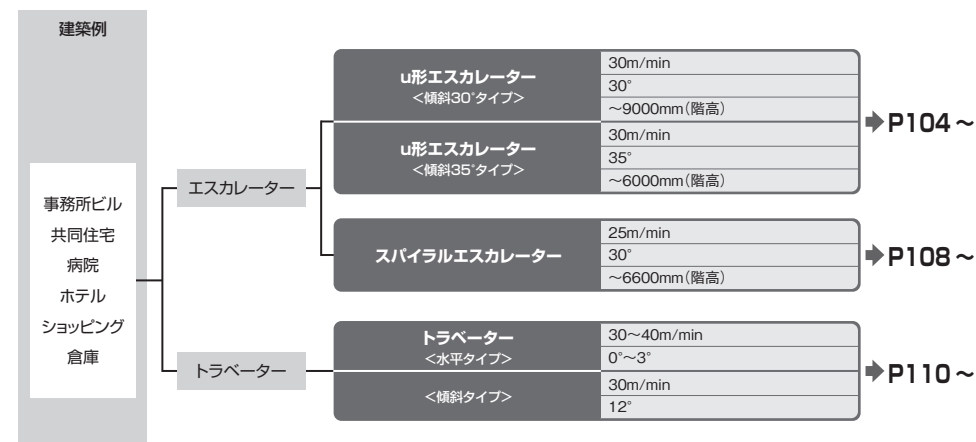 建築例
事務所ビル
共同住宅
病院
ホテル
ショッピング
倉庫
エスカレーター
u形エスカレーター
<傾斜30°タイプ>
30m/min
30°
～9000mm（階高）
u形エスカレーター
<傾斜35°タイプ>
30m/min
35°
～6000mm（階高）
➡P104～
スパイラルエスカレーター
25m/min
30°
～6600mm（階高）
➡P108～
トラベーター
トラベーター
<水平タイプ>
30～40m/min
0°～3°
<傾斜タイプ>
30m/min
12°
➡P110～